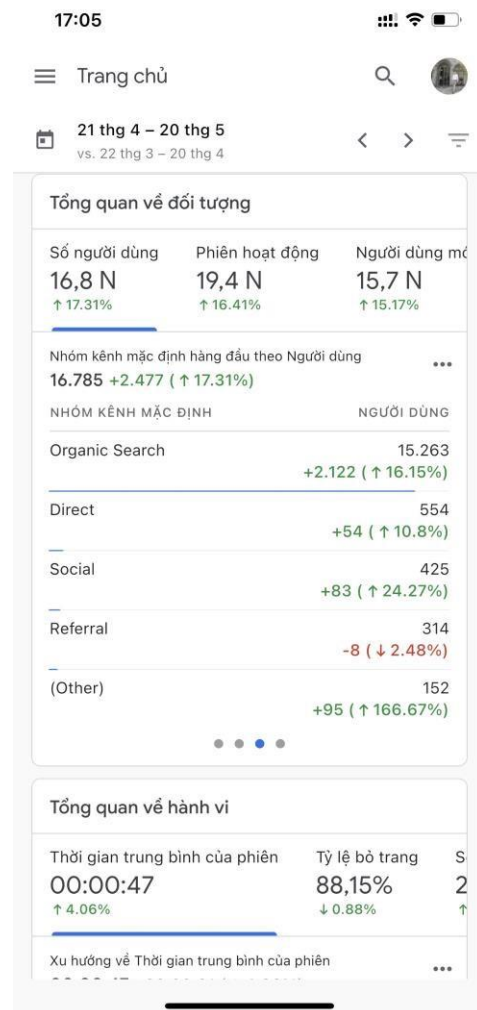 17:05
Trang chủ
21 thg 4 – 20 thg 5
vs. 22 thg 3 – 20 thg 4
Tổng quan về đối tượng
Số người dùng Phiên hoạt động Người dùng mớ
16,8 N 19,4 N 15,7 N
↑ 17.31% ↑ 16.41% ↑ 15.17%
Nhóm kênh mặc định hàng đầu theo Người dùng
16.785 +2.477 ( ↑ 17.31%)
NHÓM KÊNH MẶC ĐỊNH NGƯỜI DÙNG
Organic Search 15.263
+2.122 ( ↑ 16.15%)
Direct 554
+54 ( ↑ 10.8%)
Social 425
+83 ( ↑ 24.27%)
Referral 314
-8 ( ↓ 2.48%)
(Other) 152
+95 ( ↑ 166.67%)
Tổng quan về hành vi
Thời gian trung bình của phiên Tỷ lệ bỏ trang S
00:00:47 88,15% 2
↑ 4.06% ↓ 0.88% ↑
Xu hướng về Thời gian trung bình của phiên